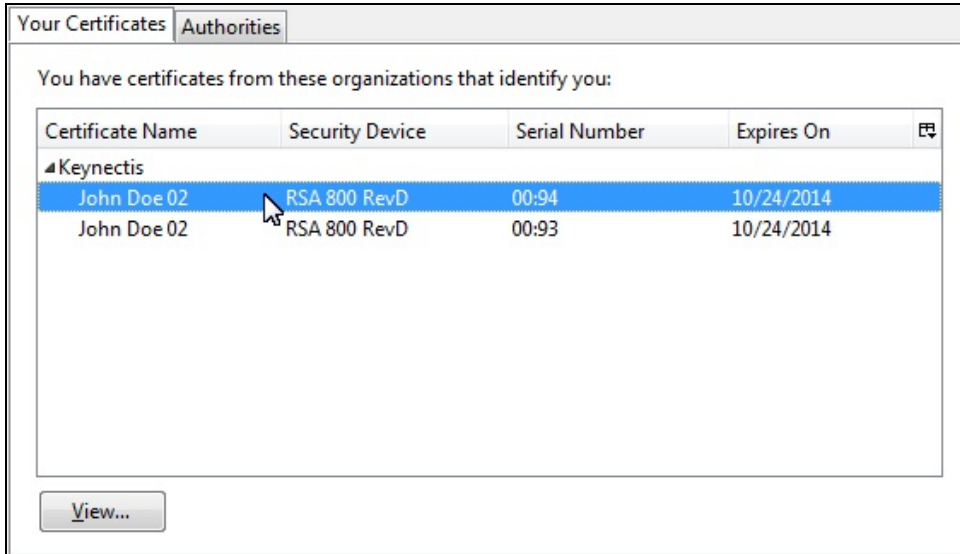 Your Certificates Authorities
You have certificates from these organizations that identify you:
Certificate Name Security Device Serial Number Expires On
Keynectis
John Doe 02 RSA 800 RevD 00:94 10/24/2014
John Doe 02 RSA 800 RevD 00:93 10/24/2014
View...